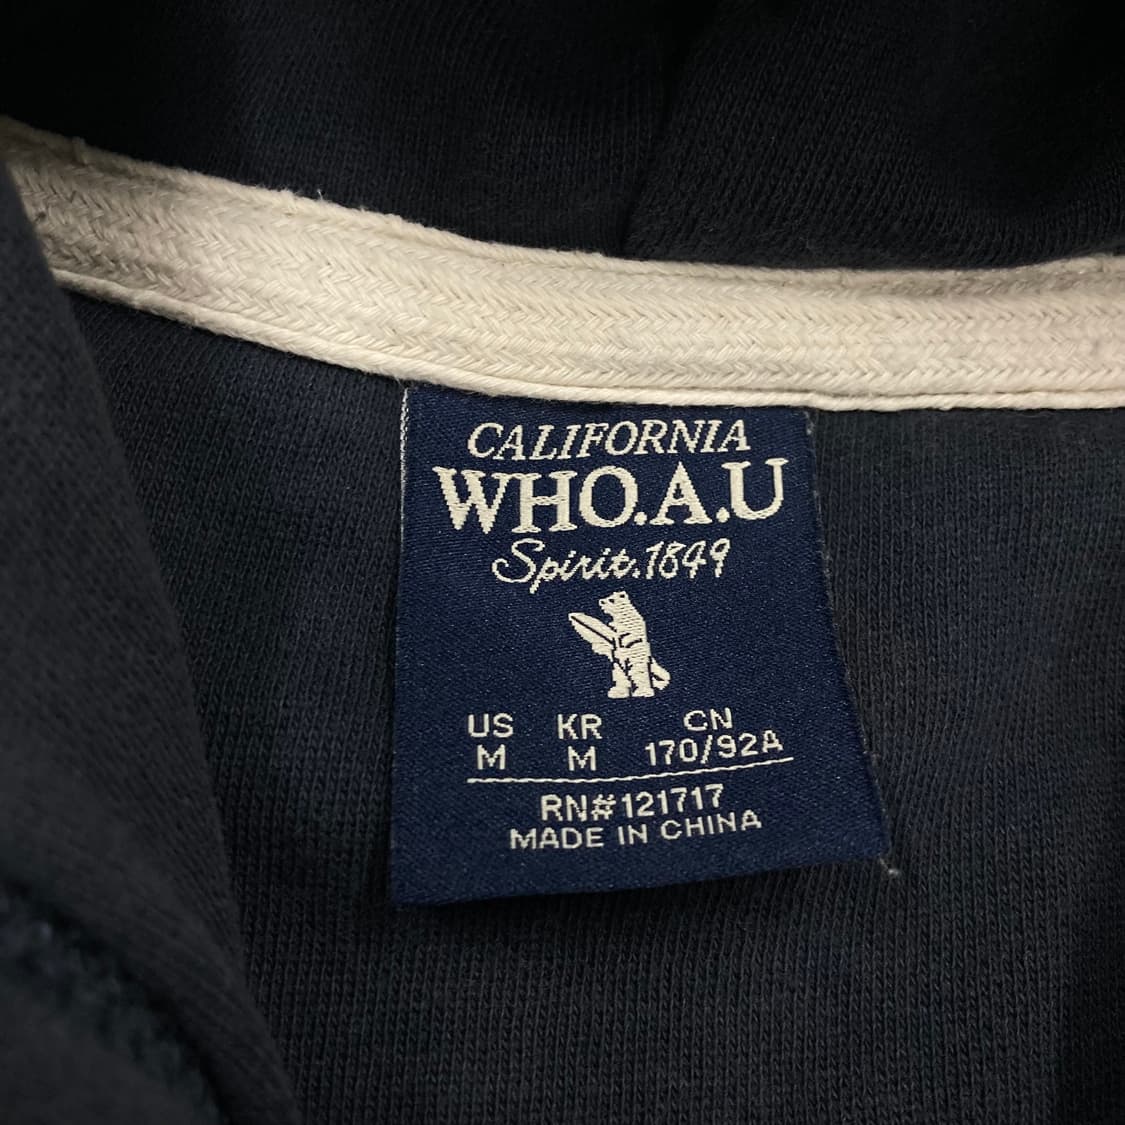 CALIFORNIA
WHO.A.U
Spirit.1849
US KR CN
M M 170/92A
RN#121717
MADE IN CHINA